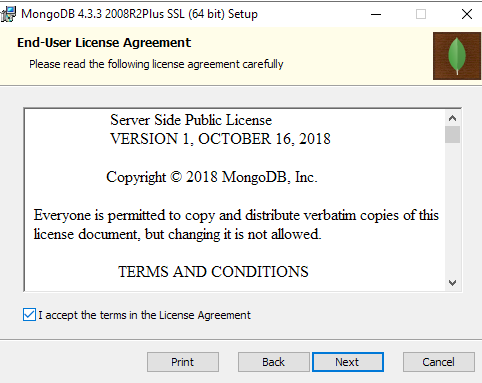 MongoDB 4.3.3 2008R2Plus SSL (64 bit) Setup
End-User License Agreement
Please read the following license agreement carefully
Server Side Public License
VERSION 1, OCTOBER 16, 2018
Copyright © 2018 MongoDB, Inc.
Everyone is permitted to copy and distribute verbatim copies of this
license document, but changing it is not allowed.
TERMS AND CONDITIONS
I accept the terms in the License Agreement
Print Back Next Cancel